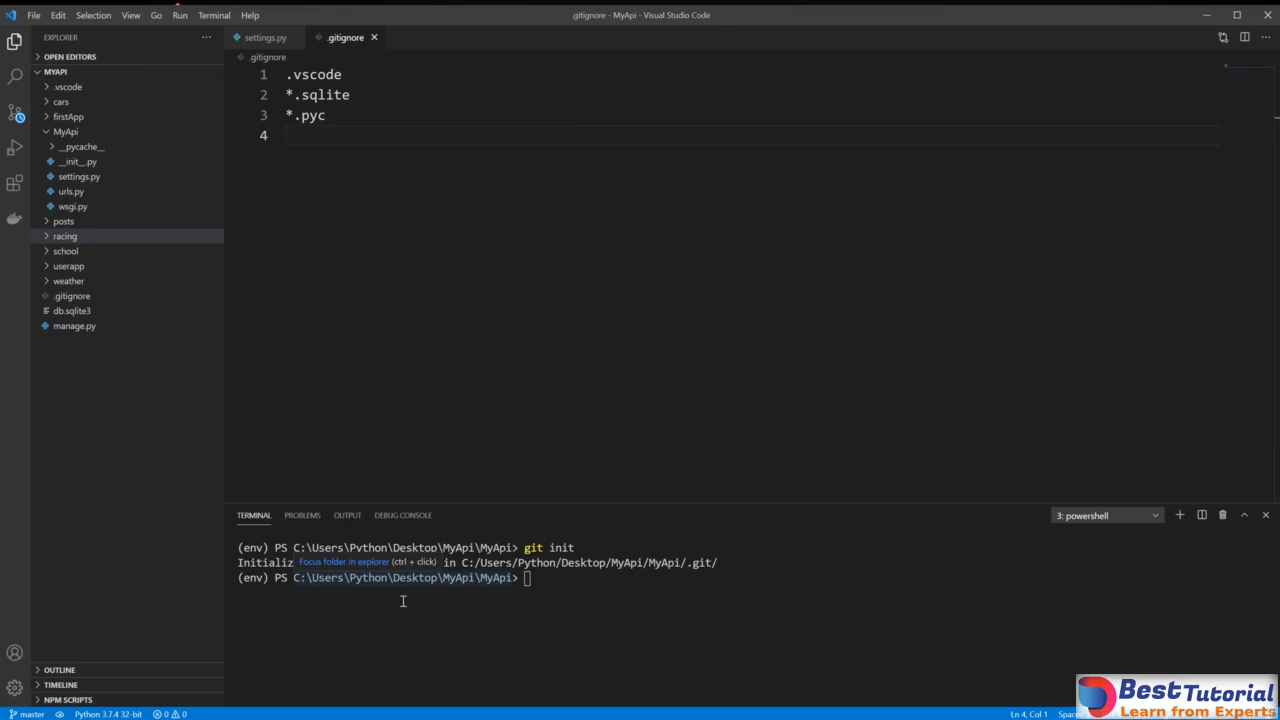 File Edit Selection View Go Run Terminal Help
.gitignore - MyApi - Visual Studio Code
EXPLORER
settings.py
.gitignore
OPEN EDITORS
.gitignore
MYAPI
.vscode
cars
firstApp
MyApi
__pycache__
__init__.py
settings.py
urls.py
wsgi.py
posts
racing
school
userapp
weather
.gitignore
db.sqlite3
manage.py
1 .vscode
2 *.sqlite
3 *.pyc
4
TERMINAL PROBLEMS OUTPUT DEBUG CONSOLE
3: powershell
(env) PS C:\Users\Python\Desktop\MyApi\MyApi> git init
Initializ Focus folder in explorer (ctrl + click) in C:/Users/Python/Desktop/MyApi/MyApi/.git/
(env) PS C:\Users\Python\Desktop\MyApi\MyApi>
OUTLINE
TIMELINE
NPM SCRIPTS
master Python 3.7.4 32-bit 0 0
Ln 4, Col 1
BestTutorial
Learn from Experts